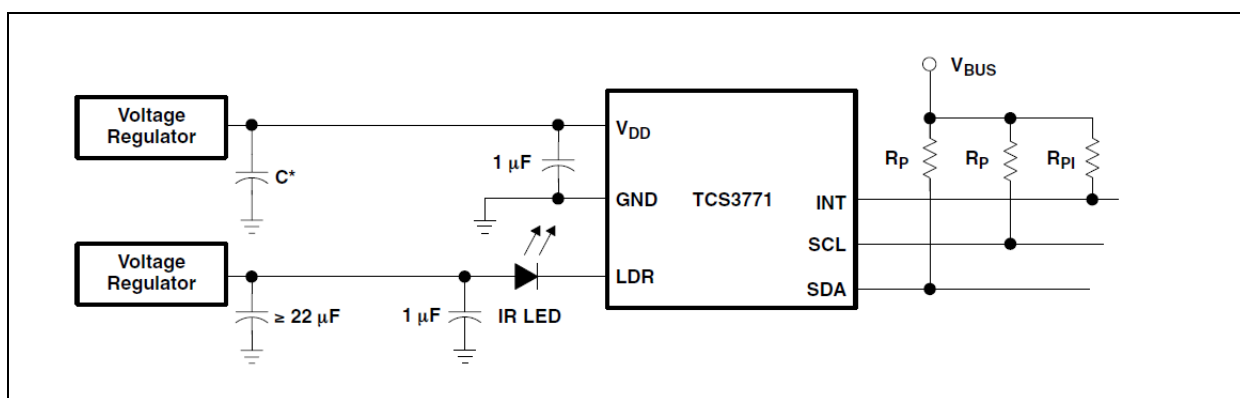 V_BUS
Voltage
Regulator
V_DD
R_P
R_P
R_PI
1 μF
C*
GND
TCS3771
INT
SCL
Voltage
Regulator
LDR
SDA
≥ 22 μF
1 μF
IR LED